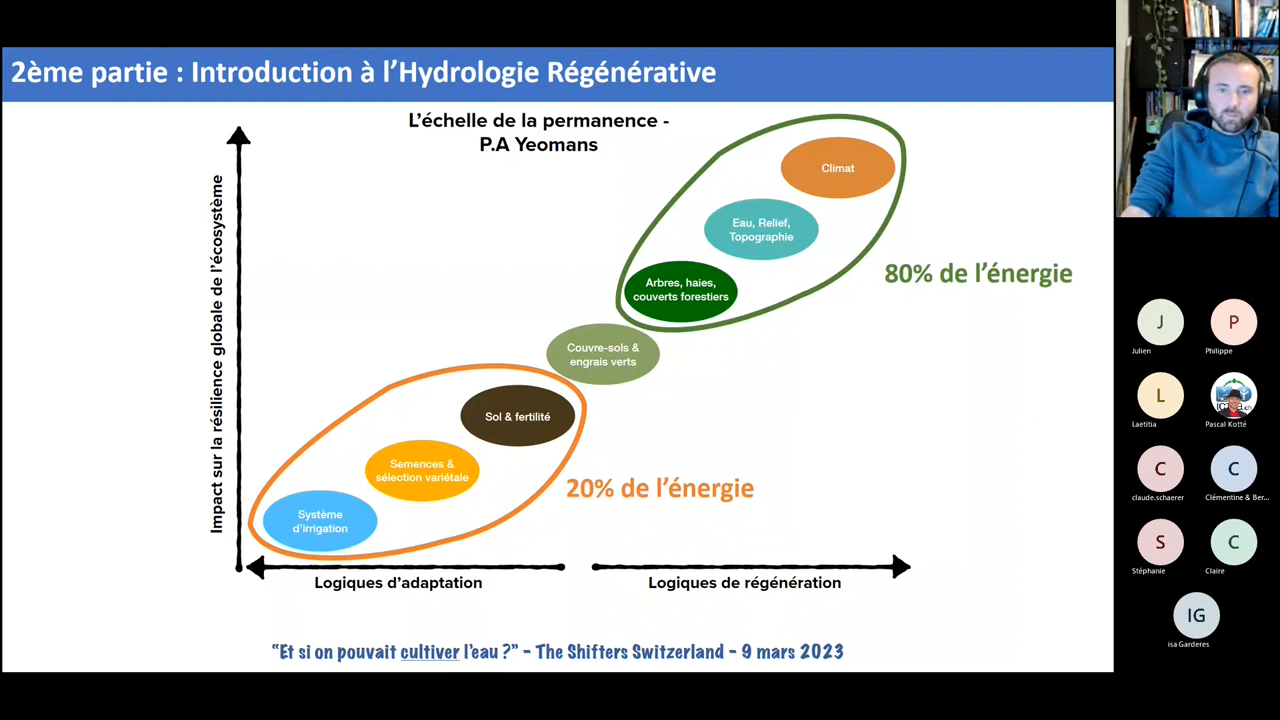 2ème partie : Introduction à l'Hydrologie Régénérative
L'échelle de la permanence -
P.A Yeomans
Impact sur la résilience globale de l'écosystème
Climat
Eau, Relief,
Topographie
Arbres, haies,
couverts forestiers
80% de l'énergie
Couvre-sols &
engrais verts
Sol & fertilité
Semences &
sélection variétale
20% de l'énergie
Système
d'irrigation
Logiques d'adaptation
Logiques de régénération
"Et si on pouvait cultiver l'eau ?" - The Shifters Switzerland - 9 mars 2023
J
Julien
P
Philippe
L
Laetitia
Pascal Kotté
C
claude.schaerer
C
Clémentine & Ber...
S
Stéphanie
C
Claire
IG
isa Garderes